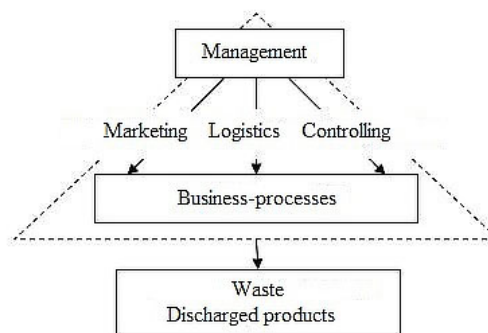 Management
Marketing Logistics Controlling
Business-processes
Waste
Discharged products